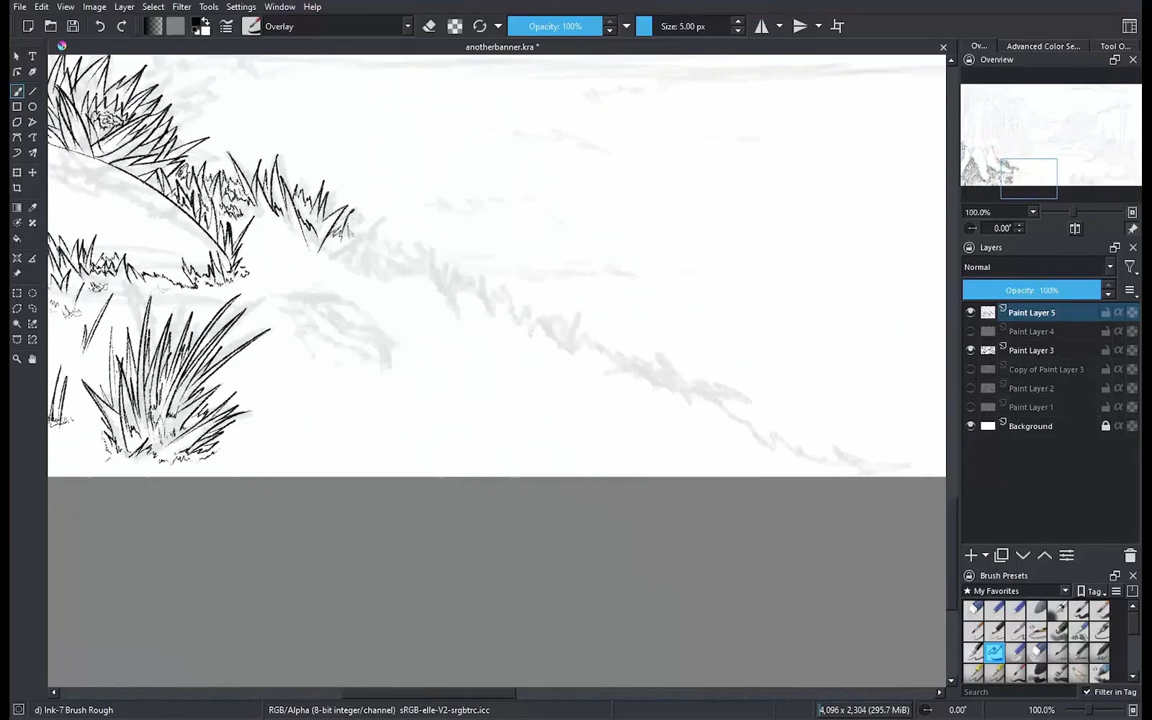 File Edit View Image Layer Select Filter Tools Settings Window Help
Overlay Opacity: 100% Size: 5.00 px
anotherbanner.kra *
Ov... Advanced Color Se... Tool O...
Overview
100.0%
0.00°
Layers
Normal
Opacity: 100%
Paint Layer 5
Paint Layer 4
Paint Layer 3
Copy of Paint Layer 3
Paint Layer 2
Paint Layer 1
Background
Brush Presets
My Favorites Tag
Search Filter in Tag
d) Ink-7 Brush Rough RGB/Alpha (8-bit integer/channel) sRGB-elle-V2-srgbtrc.icc 4,096 x 2,304 (295.7 MiB) 0.00° 100.0%